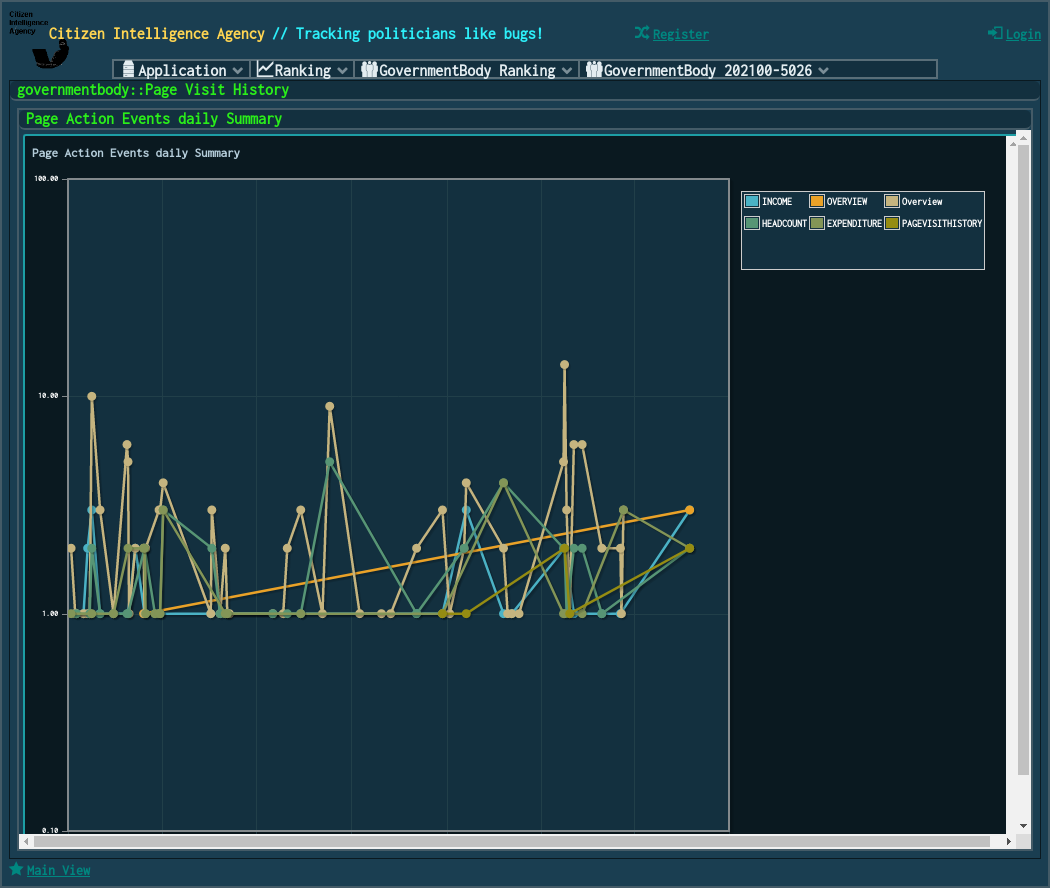 Citizen
Intelligence
Agency
Citizen Intelligence Agency // Tracking politicians like bugs!
Register
Login
Application
Ranking
GovernmentBody Ranking
GovernmentBody 202100-5026
governmentbody::Page Visit History
Page Action Events daily Summary
Page Action Events daily Summary
100.00
10.00
1.00
0.10
INCOME OVERVIEW Overview
HEADCOUNT EXPENDITURE PAGEVISITHISTORY
Main View